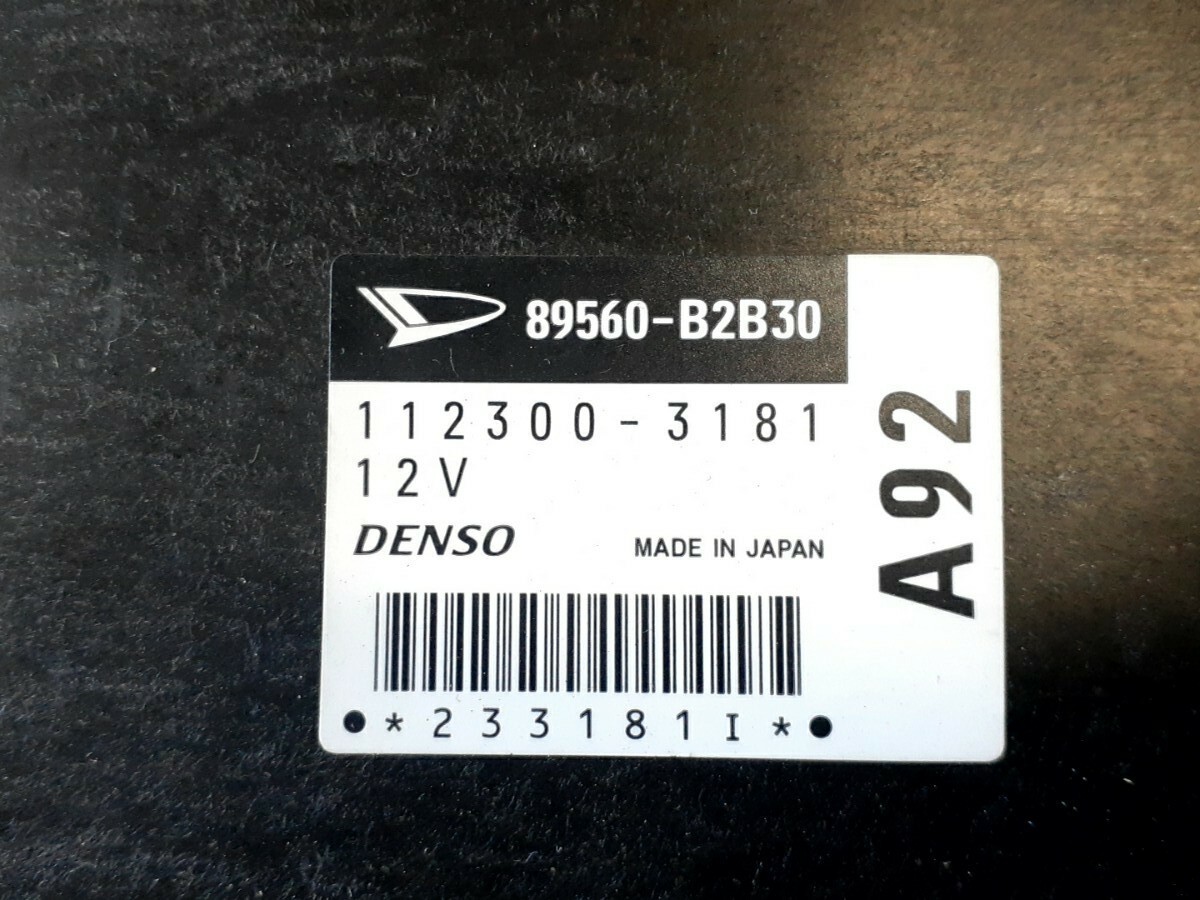 89560-B2B30
112300-3181
12V
DENSO
MADE IN JAPAN
*233181I*
A92